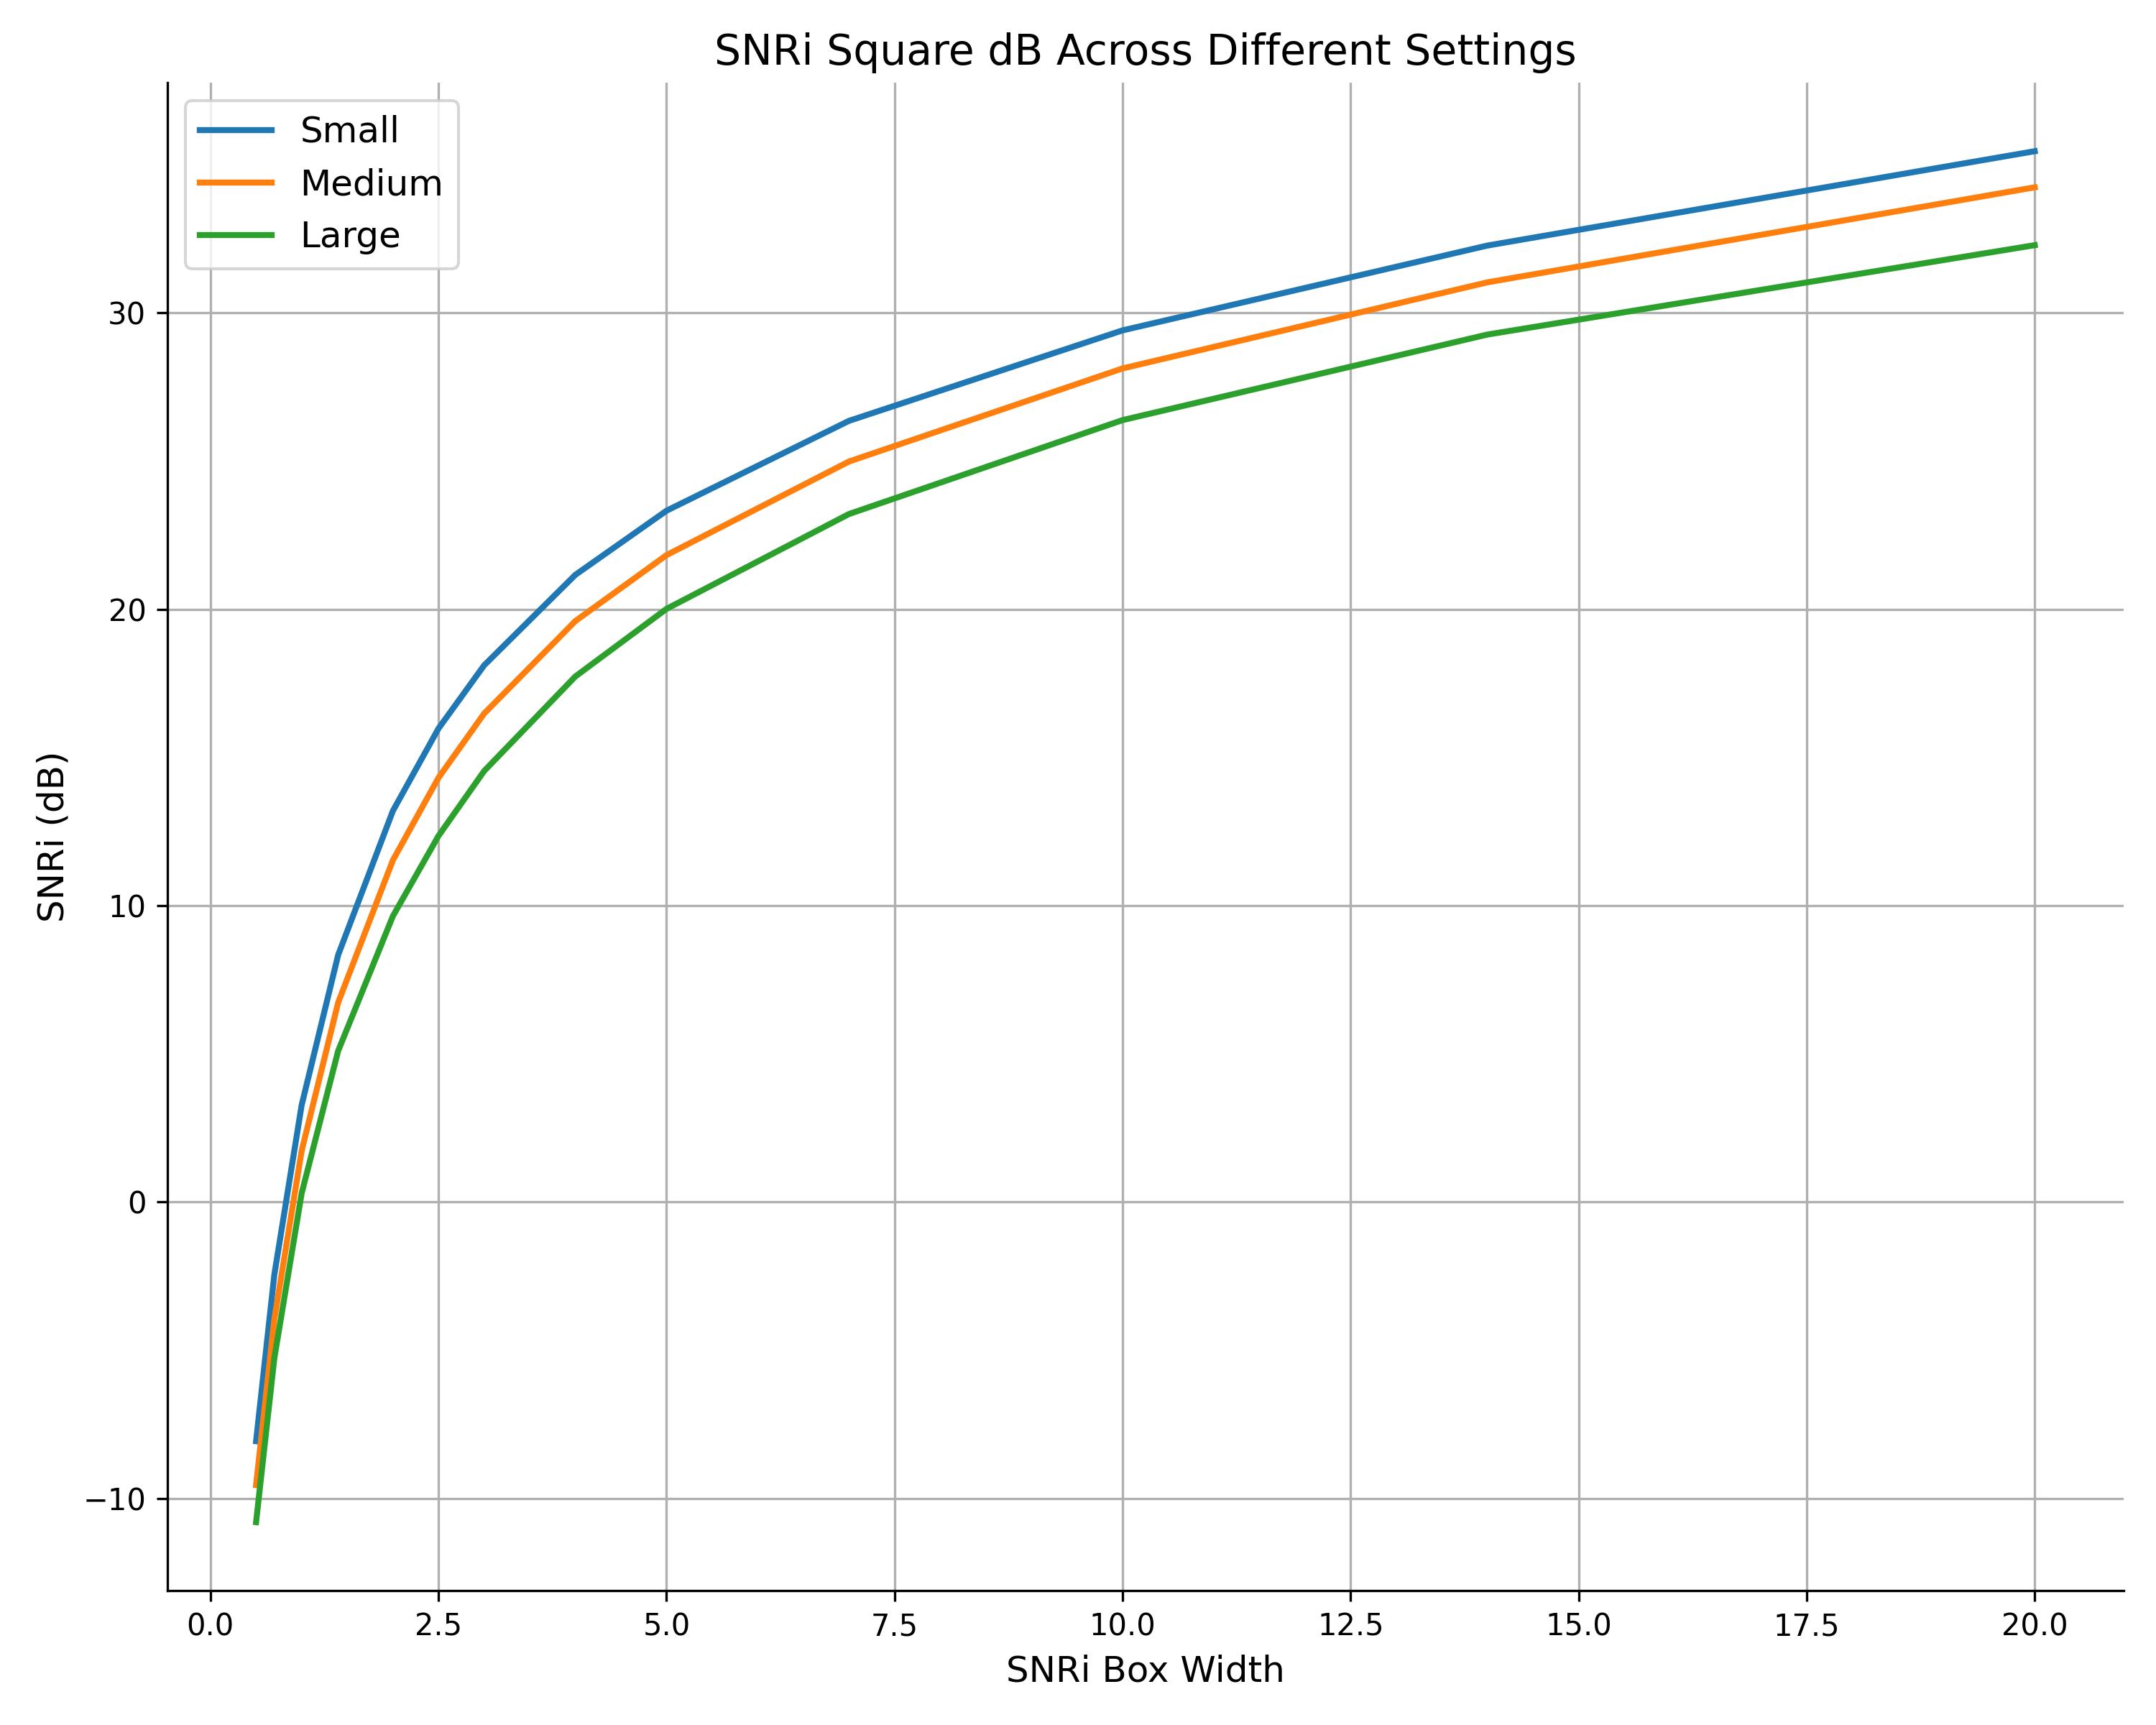 SNRi Square dB Across Different Settings
Small
Medium
Large
30
20
10
0
−10
SNRi (dB)
0.0 2.5 5.0 7.5 10.0 12.5 15.0 17.5 20.0
SNRi Box Width